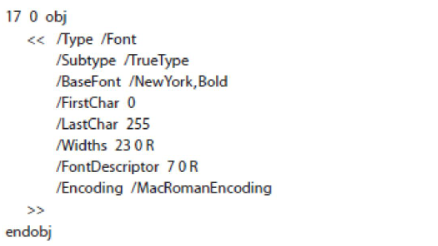 17 0 obj
<< /Type /Font
/Subtype /TrueType
/BaseFont /NewYork,Bold
/FirstChar 0
/LastChar 255
/Widths 23 0 R
/FontDescriptor 7 0 R
/Encoding /MacRomanEncoding
>>
endobj